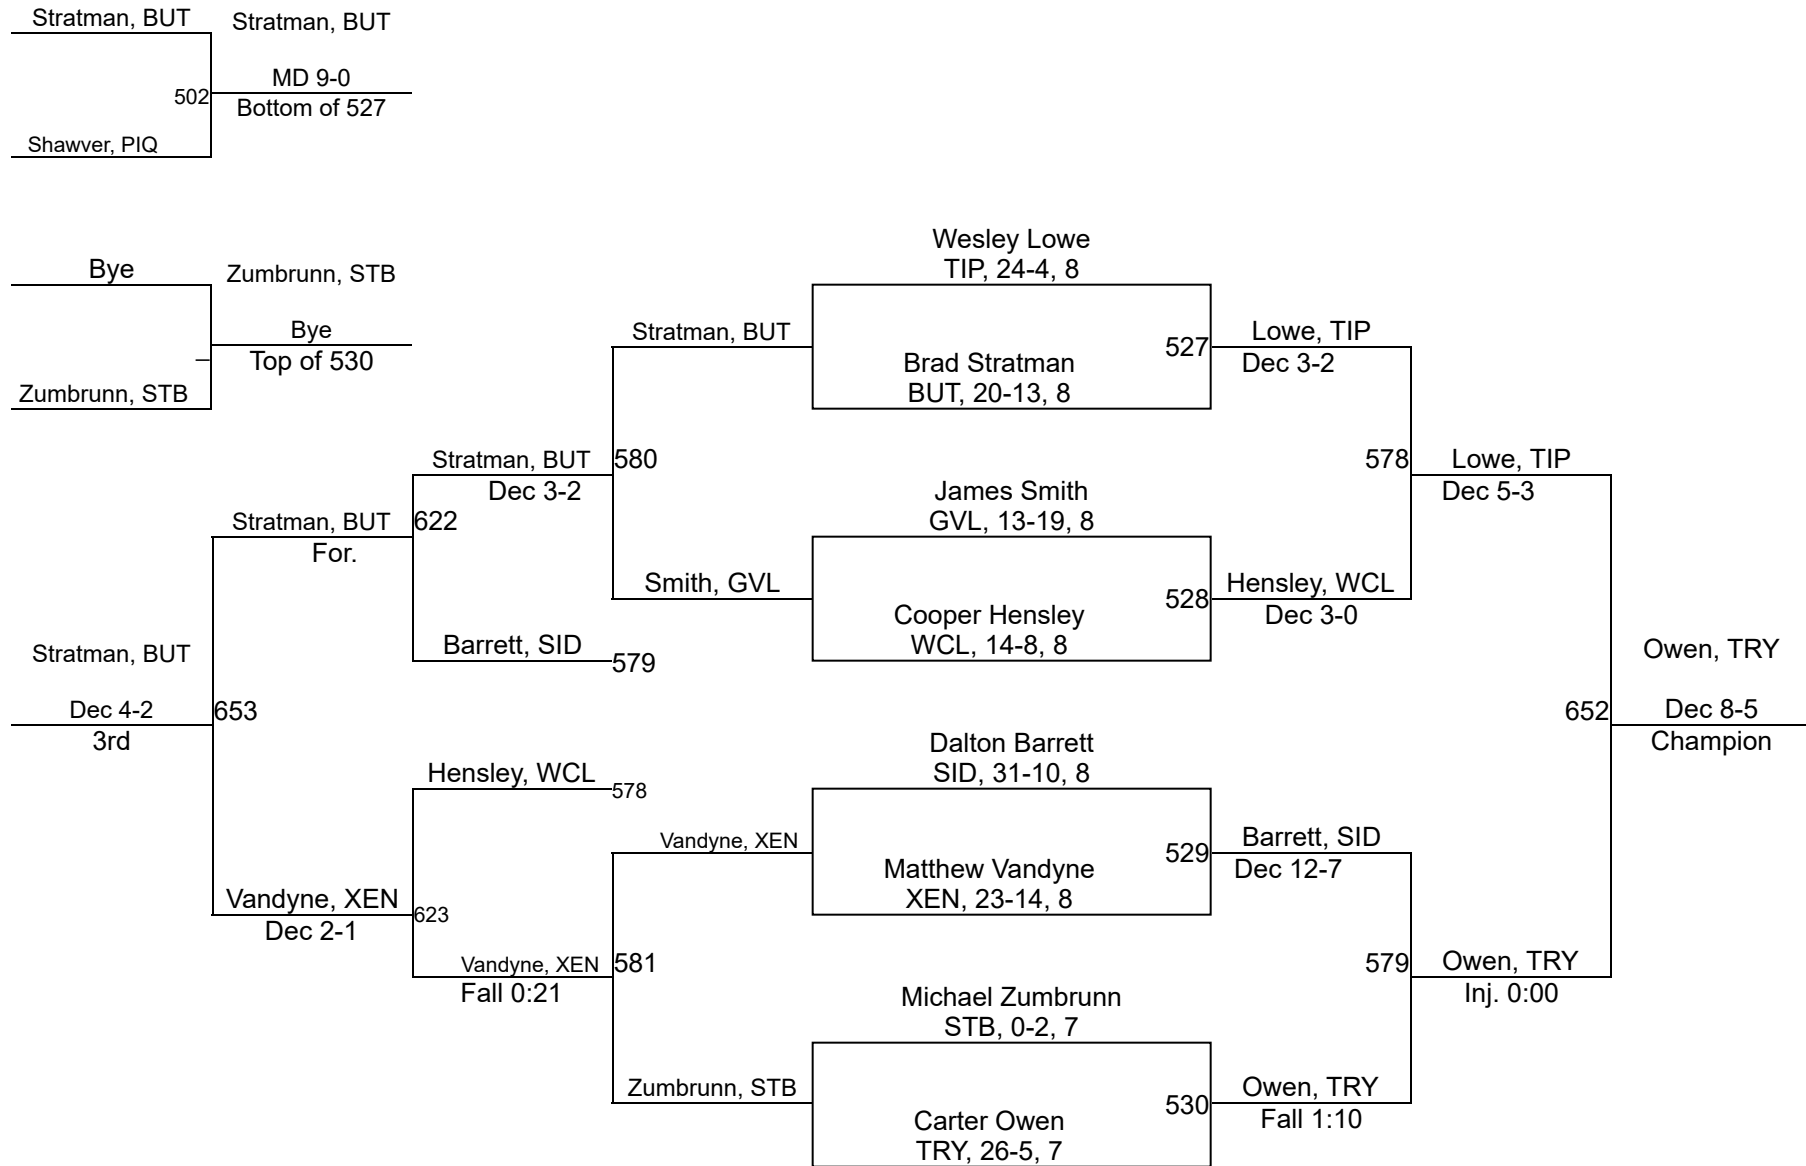 Stratman, BUT
Stratman, BUT
MD 9-0
502
Bottom of 527
Shawver, PIQ
Wesley Lowe
TIP, 24-4, 8
Bye
Zumbrunn, STB
Bye
Top of 530
–
Zumbrunn, STB
Stratman, BUT
527
Lowe, TIP
Dec 3-2
Brad Stratman
BUT, 20-13, 8
Stratman, BUT
580
Dec 3-2
578
Lowe, TIP
Dec 5-3
James Smith
GVL, 13-19, 8
Stratman, BUT
622
For.
Smith, GVL
528
Hensley, WCL
Dec 3-0
Cooper Hensley
WCL, 14-8, 8
Barrett, SID
579
Stratman, BUT
Owen, TRY
Dec 4-2
653
3rd
652
Dec 8-5
Champion
Dalton Barrett
SID, 31-10, 8
Hensley, WCL
578
Vandyne, XEN
529
Barrett, SID
Dec 12-7
Matthew Vandyne
XEN, 23-14, 8
Vandyne, XEN
623
Dec 2-1
Vandyne, XEN
581
Fall 0:21
579
Owen, TRY
Inj. 0:00
Michael Zumbrunn
STB, 0-2, 7
Zumbrunn, STB
530
Owen, TRY
Fall 1:10
Carter Owen
TRY, 26-5, 7